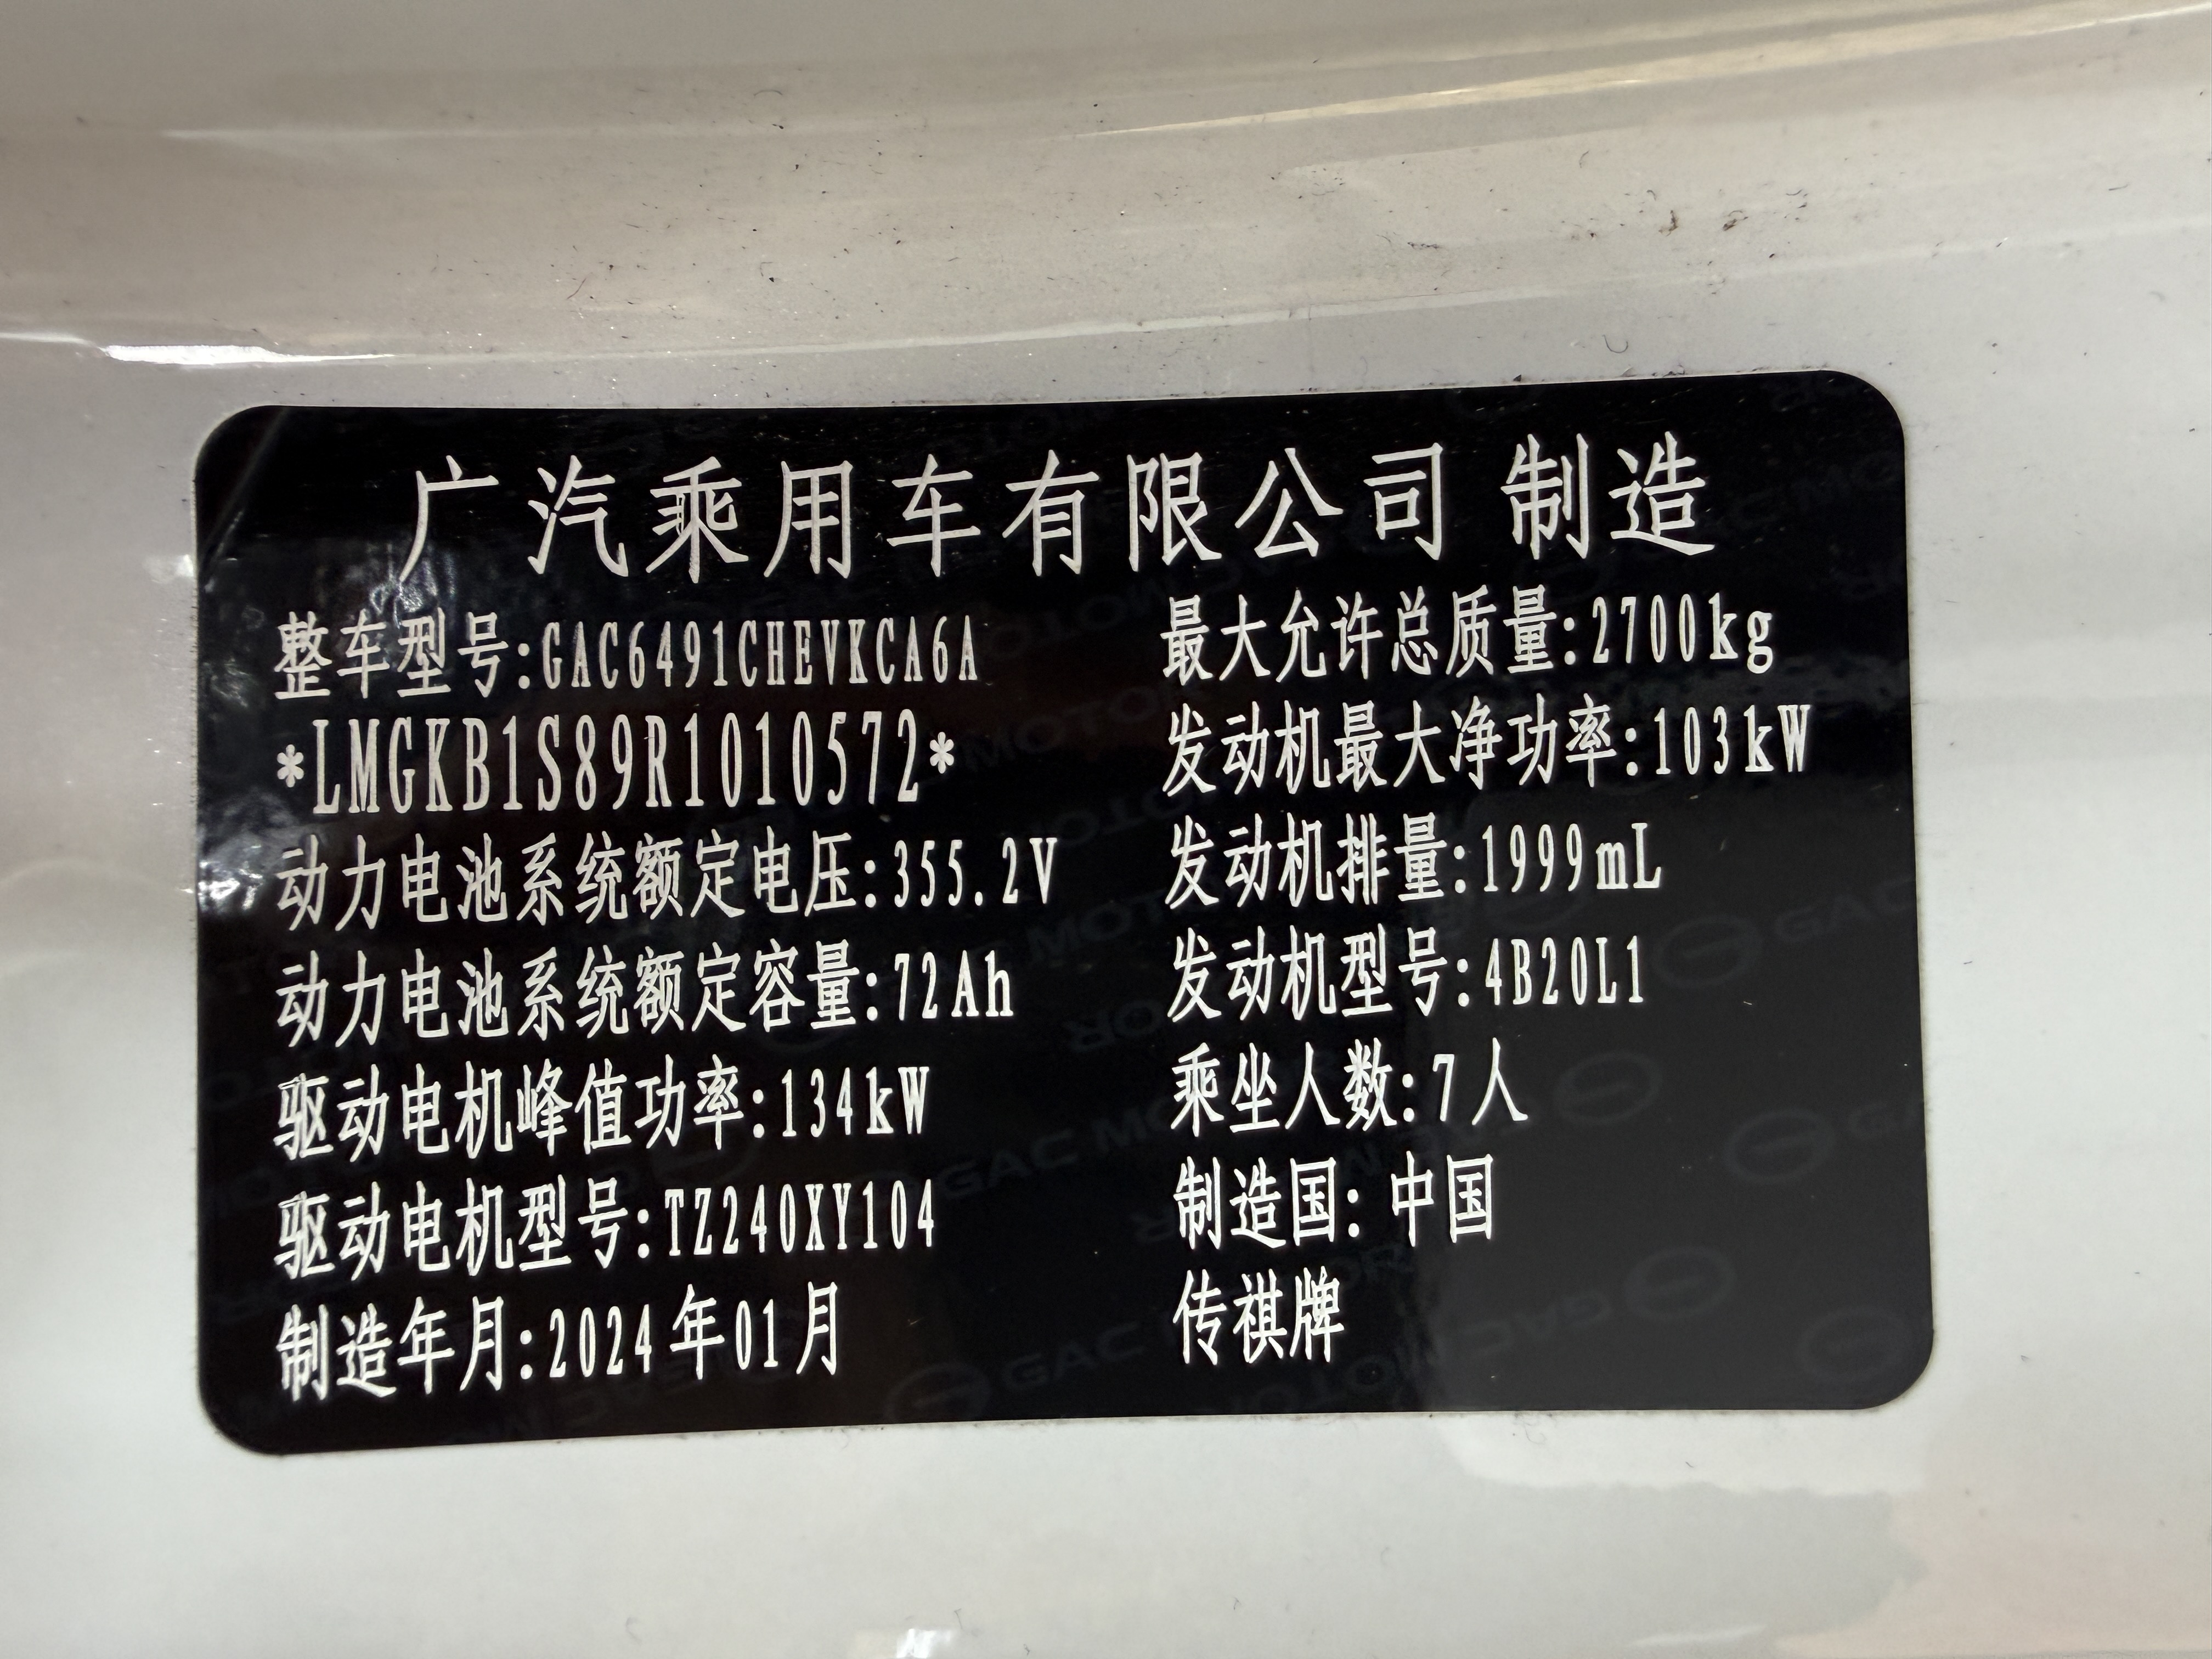 广汽乘用车有限公司 制造
整车型号:GAC6491CHEVKCA6A
*LMGKB1S89R1010572*
动力电池系统额定电压:355.2V
动力电池系统额定容量:72Ah
驱动电机峰值功率:134kW
驱动电机型号:TZ240XY104
制造年月:2024年01月
最大允许总质量:2700kg
发动机最大净功率:103kW
发动机排量:1999mL
发动机型号:4B20L1
乘坐人数:7人
制造国: 中国
传祺牌